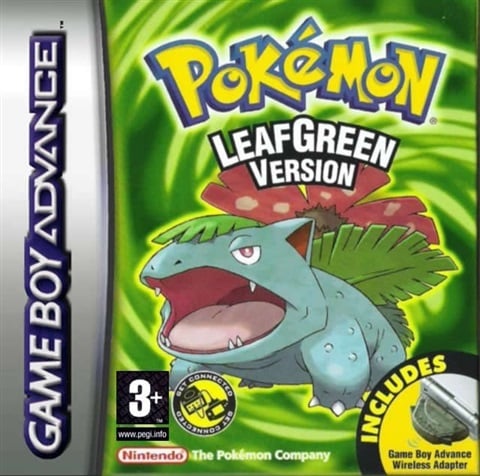 GAME BOY ADVANCE
POKéMON
LEAFGREEN
VERSION
3+
www.pegi.info
GET CONNECTED
GET CONNECTED
INCLUDES
Game Boy Advance
Wireless Adapter
Nintendo
The Pokémon Company